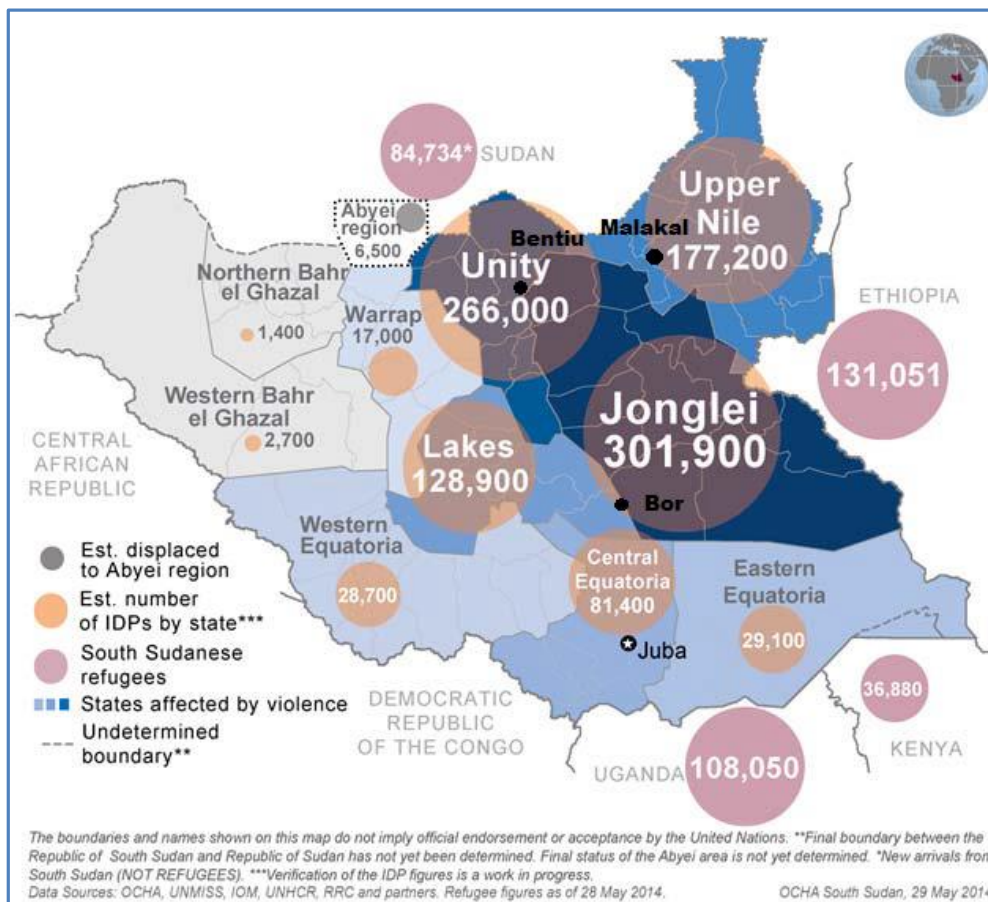 84,734* SUDAN
Abyei
region
6,500
Upper
Nile
177,200
Malakal
Bentiu
Unity
266,000
Northern Bahr
el Ghazal
1,400
Warrap
17,000
ETHIOPIA
131,051
Western Bahr
el Ghazal
2,700
Jonglei
301,900
Lakes
128,900
CENTRAL
AFRICAN
REPUBLIC
Bor
Western
Equatoria
28,700
Central
Equatoria
81,400
Eastern
Equatoria
29,100
Juba
Est. displaced
to Abyei region
Est. number
of IDPs by state***
South Sudanese
refugees
States affected by violence
Undetermined
boundary**
DEMOCRATIC
REPUBLIC
OF THE CONGO
36,880
KENYA
UGANDA 108,050
The boundaries and names shown on this map do not imply official endorsement or acceptance by the United Nations. **Final boundary between the
Republic of South Sudan and Republic of Sudan has not yet been determined. Final status of the Abyei area is not yet determined. *New arrivals from
South Sudan (NOT REFUGEES). ***Verification of the IDP figures is a work in progress.
Data Sources: OCHA, UNMISS, IOM, UNHCR, RRC and partners. Refugee figures as of 28 May 2014. OCHA South Sudan, 29 May 2014